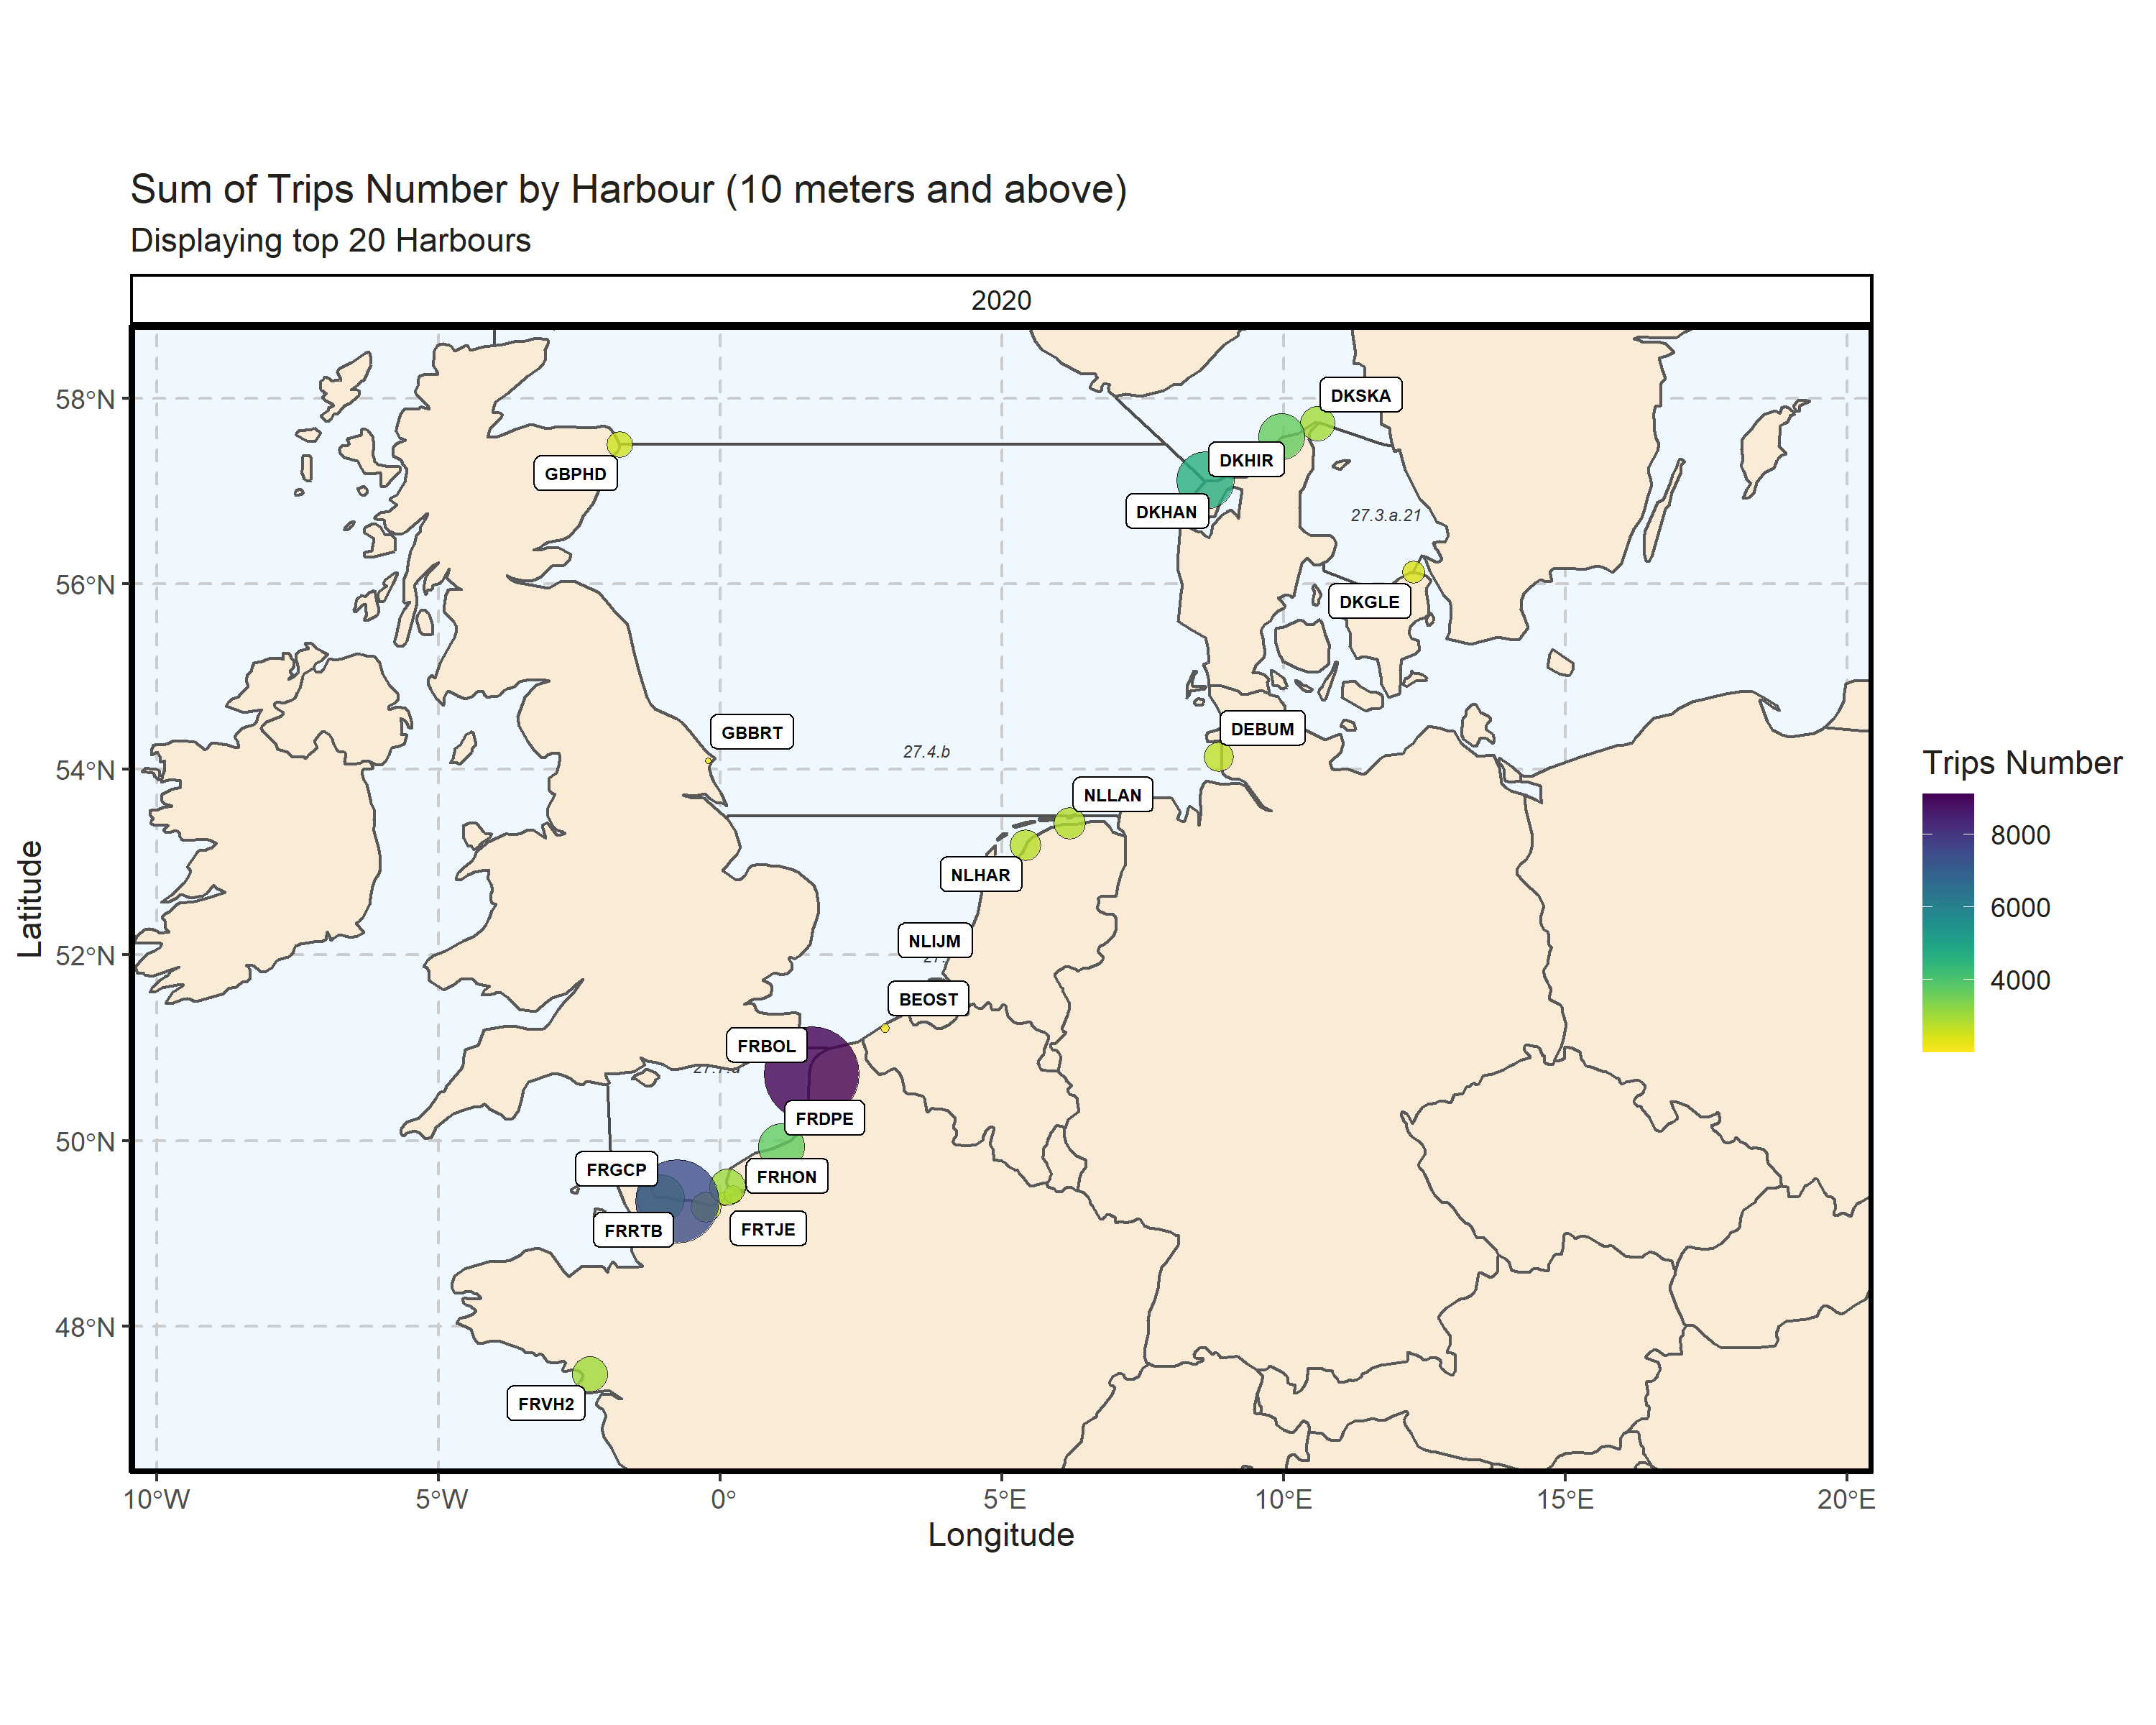 Sum of Trips Number by Harbour (10 meters and above)
Displaying top 20 Harbours
2020
58°N
56°N
54°N
52°N
50°N
48°N
Latitude
DKSKA
DKHIR
GBPHD
DKHAN
27.3.a.21
DKGLE
GBBRT
DEBUM
27.4.b
NLLAN
NLHAR
NLIJM
27.
BEOST
FRBOL
FRDPE
FRGCP
FRHON
FRRTB
FRTJE
FRVH2
10°W
5°W
0°
5°E
10°E
15°E
20°E
Longitude
Trips Number
8000
6000
4000